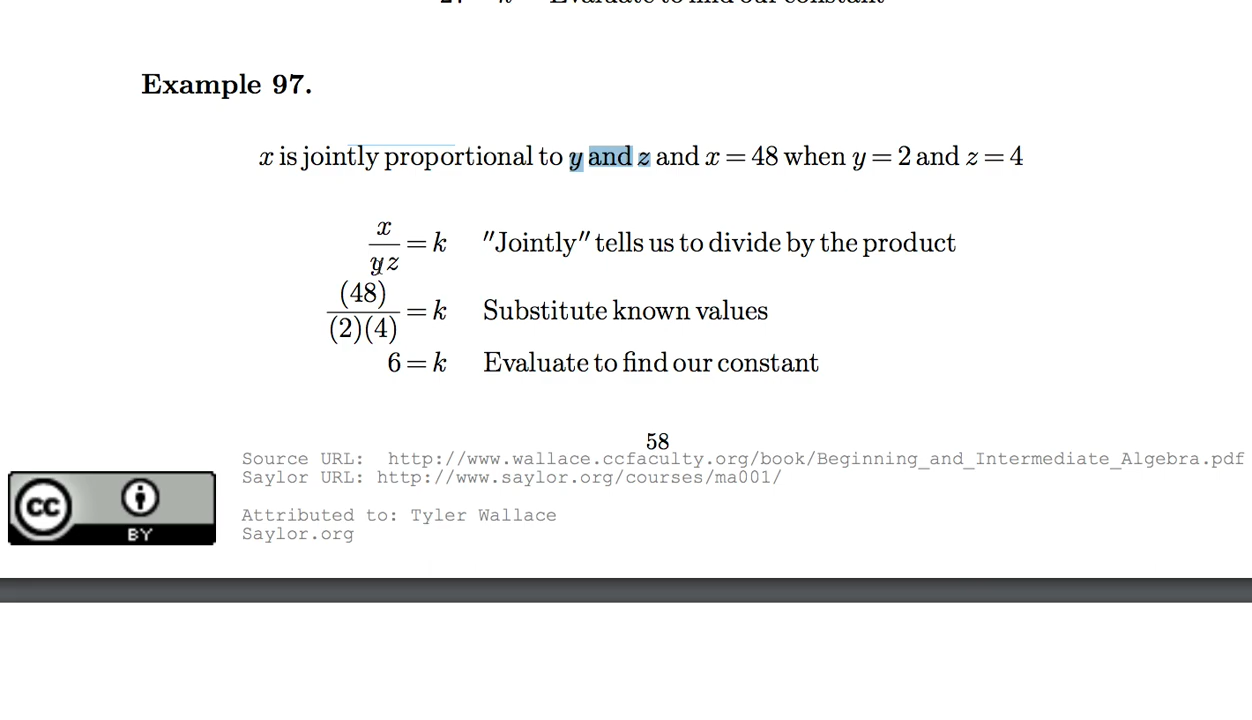 Example 97.
x is jointly proportional to y and z and x = 48 when y = 2 and z = 4
x/yz = k "Jointly" tells us to divide by the product
(48)/(2)(4) = k Substitute known values
6 = k Evaluate to find our constant
58
Source URL: http://www.wallace.ccfaculty.org/book/Beginning_and_Intermediate_Algebra.pdf
Saylor URL: http://www.saylor.org/courses/ma001/
Attributed to: Tyler Wallace
Saylor.org
cc
BY